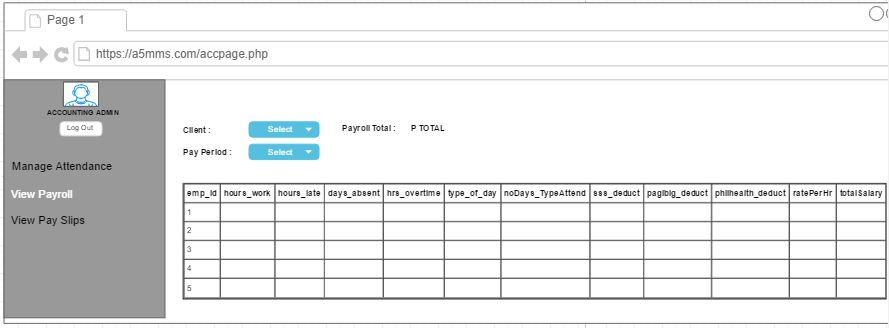 Page 1
https://a5mms.com/accpage.php
ACCOUNTING ADMIN
Log Out
Manage Attendance
View Payroll
View Pay Slips
Client : Select Payroll Total : P TOTAL
Pay Period : Select
emp_id hours_work hours_late days_absent hrs_overtime type_of_day noDays_TypeAttend sss_deduct pagibig_deduct philhealth_deduct ratePerHr totalSalary
1
2
3
4
5